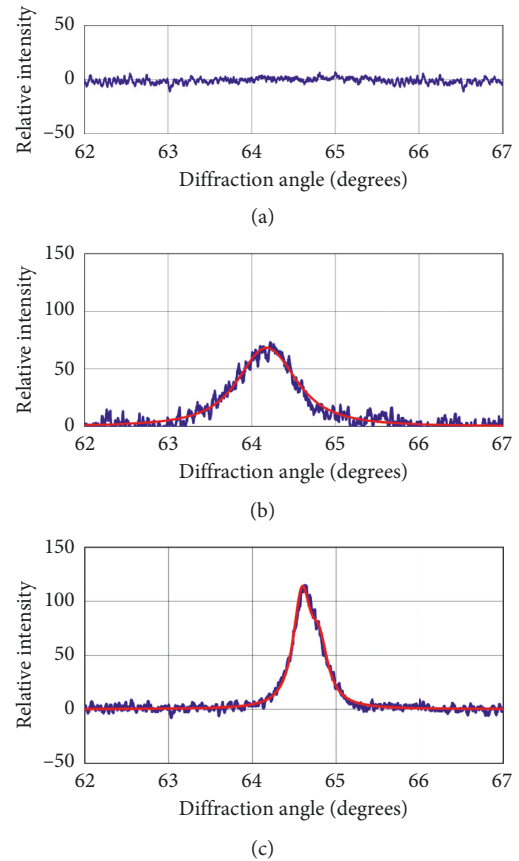 Relative intensity
50
0
–50
62 63 64 65 66 67
Diffraction angle (degrees)
(a)
Relative intensity
150
100
50
0
62 63 64 65 66 67
Diffraction angle (degrees)
(b)
Relative intensity
150
100
50
0
–50
62 63 64 65 66 67
Diffraction angle (degrees)
(c)